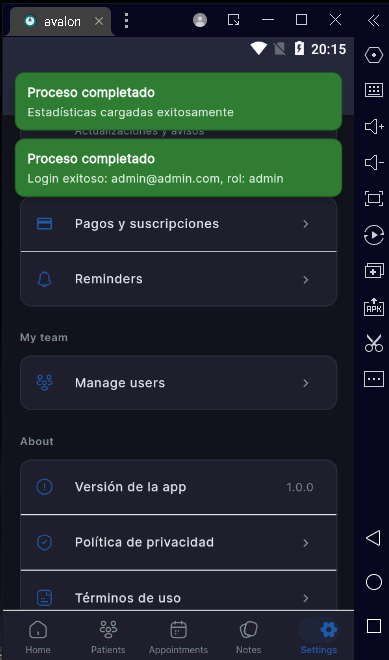 avalon
20:15
Proceso completado
Estadísticas cargadas exitosamente
Actualizaciones y avisos
Proceso completado
Login exitoso: admin@admin.com, rol: admin
Pagos y suscripciones
Reminders
My team
Manage users
About
Versión de la app 1.0.0
Política de privacidad
Términos de uso
Home Patients Appointments Notes Settings
APK